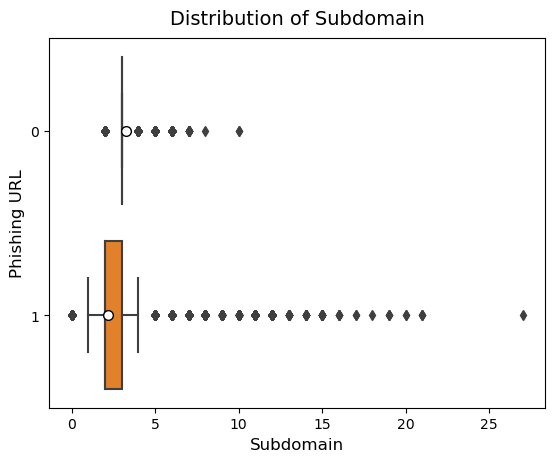 Distribution of Subdomain
Phishing URL
0
1
0 5 10 15 20 25
Subdomain